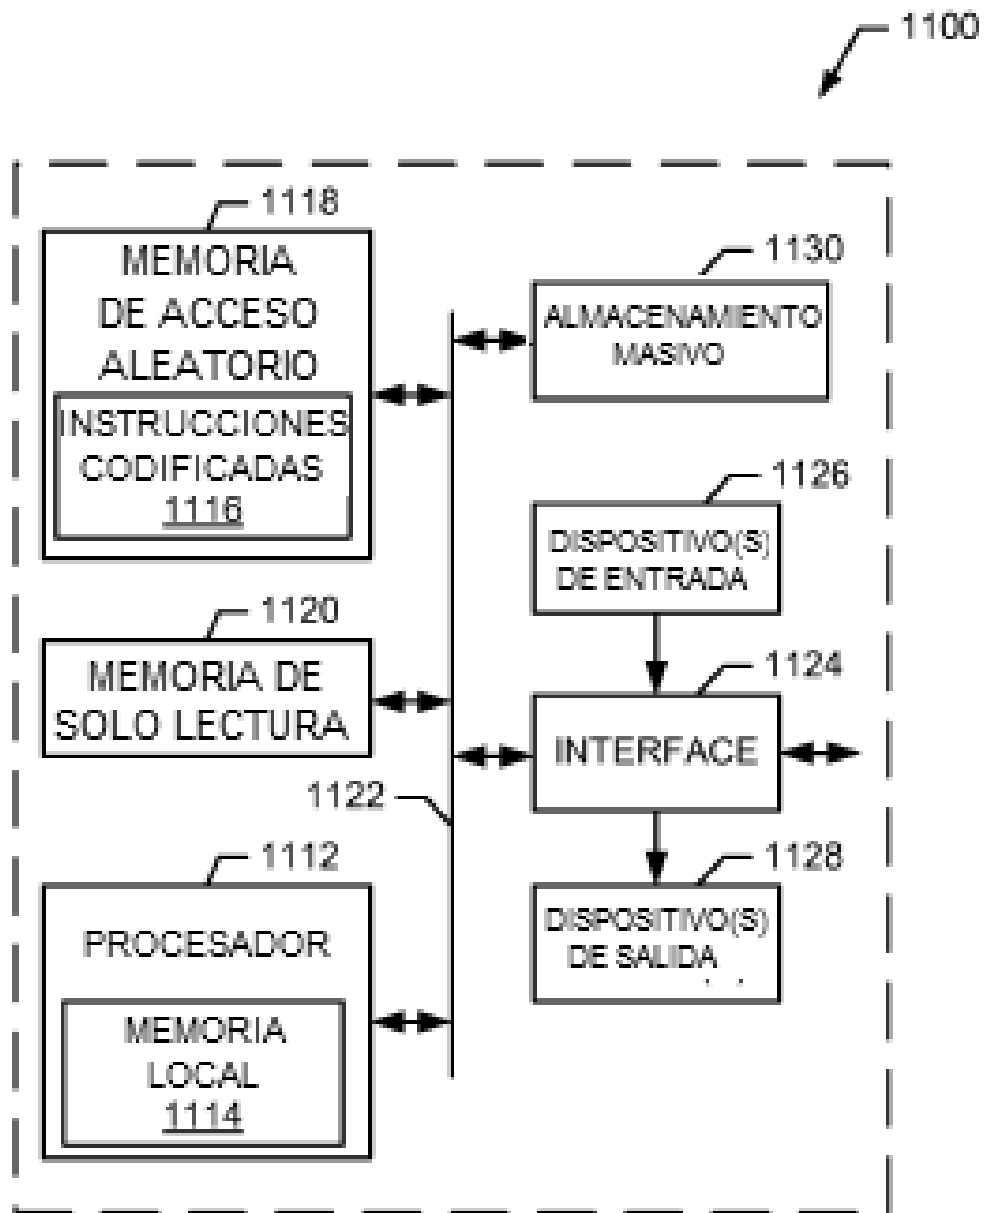 1100
1118
MEMORIA
DE ACCESO
ALEATORIO
INSTRUCCIONES
CODIFICADAS
1116
1130
ALMACENAMIENTO
MASIVO
1126
DISPOSITIVO(S)
DE ENTRADA
1120
MEMORIA DE
SOLO LECTURA
1124
INTERFACE
1122
1112
PROCESADOR
MEMORIA
LOCAL
1114
1128
DISPOSITIVO(S)
DE SALIDA